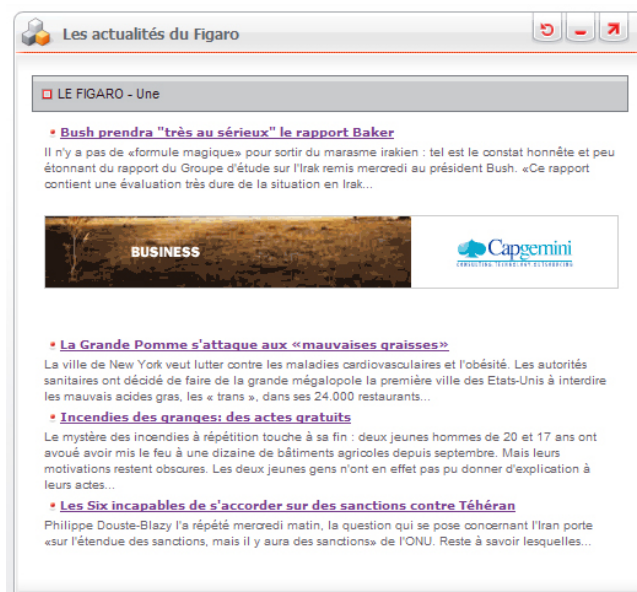 Les actualités du Figaro
LE FIGARO - Une
Bush prendra "très au sérieux" le rapport Baker
Il n'y a pas de «formule magique» pour sortir du marasme irakien : tel est le constat honnête et peu
étonnant du rapport du Groupe d'étude sur l'Irak remis mercredi au président Bush. «Ce rapport
contient une évaluation très dure de la situation en Irak...
BUSINESS
Capgemini
CONSULTING.TECHNOLOGY.OUTSOURCING
La Grande Pomme s'attaque aux «mauvaises graisses»
La ville de New York veut lutter contre les maladies cardiovasculaires et l'obésité. Les autorités
sanitaires ont décidé de faire de la grande mégalopole la première ville des Etats-Unis à interdire
les mauvais acides gras, les « trans », dans ses 24.000 restaurants...
Incendies des granges: des actes gratuits
Le mystère des incendies à répétition touche à sa fin : deux jeunes hommes de 20 et 17 ans ont
avoué avoir mis le feu à une dizaine de bâtiments agricoles depuis septembre. Mais leurs
motivations restent obscures. Les deux jeunes gens n'ont en effet pas pu donner d'explication à
leurs actes...
Les Six incapables de s'accorder sur des sanctions contre Téhéran
Philippe Douste-Blazy l'a répété mercredi matin, la question qui se pose concernant l'Iran porte
«sur l'étendue des sanctions, mais il y aura des sanctions» de l'ONU. Reste à savoir lesquelles...